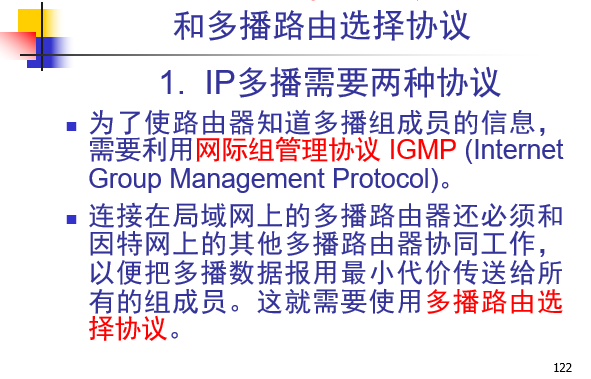 和多播路由选择协议
1. IP多播需要两种协议
为了使路由器知道多播组成员的信息，
需要利用网际组管理协议 IGMP (Internet
Group Management Protocol)。
连接在局域网上的多播路由器还必须和
因特网上的其他多播路由器协同工作，
以便把多播数据报用最小代价传送给所
有的组成员。这就需要使用多播路由选
择协议。
122